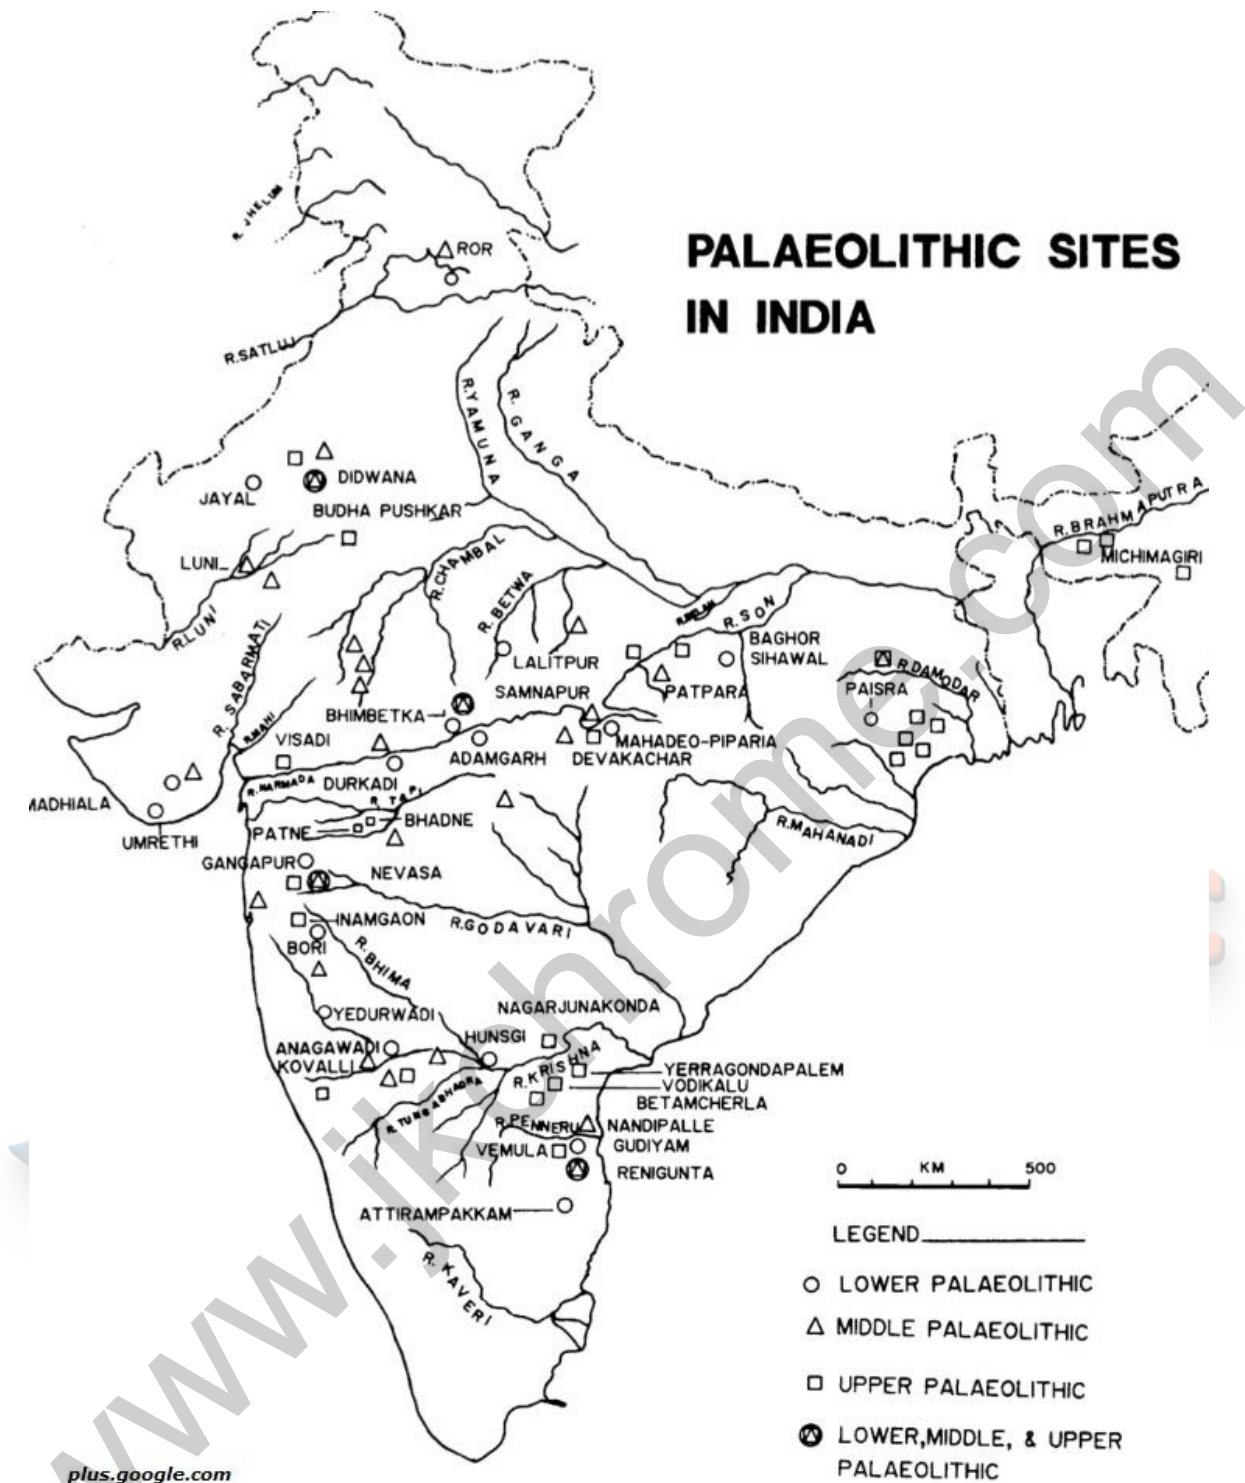 PALAEOLITHIC SITES
IN INDIA
R. JHELUM
ROR
R.SATLUJ
R.YAMUNA
R. GANGA
DIDWANA
JAYAL
BUDHA PUSHKAR
R.BRAHMAPUTRA
MICHIMAGIRI
LUNI
R.CHAMBAL
R.LUNI
R. BETWA
R. SON
R. SABARMATI
BAGHOR
SIHAWAL
LALITPUR
R.DAMODAR
SAMNAPUR
PATPARA
PAISRA
BHIMBETKA
R.MAHI
VISADI
MAHADEO-PIPARIA
ADAMGARH
DEVAKACHAR
R.NARMADA
DURKADI
R. TAPI
MADHIALA
BHADNE
PATNE
UMRETHI
R.MAHANADI
GANGAPUR
NEVASA
INAMGAON
R.GODAVARI
BORI
R. BHIMA
YEDURWADI
NAGARJUNAKONDA
HUNSGI
ANAGAWADI
KOVALLI
R.KRISHNA
YERRAGONDAPALEM
VODIKALU
BETAMCHERLA
R.TUNGABHADRA
R.PENNERU
NANDIPALLE
GUDIYAM
VEMULA
RENIGUNTA
ATTIRAMPAKKAM
R. KAVERI
0 KM 500
LEGEND
LOWER PALAEOLITHIC
MIDDLE PALAEOLITHIC
UPPER PALAEOLITHIC
LOWER,MIDDLE, & UPPER
PALAEOLITHIC
www.jkchrome.com
plus.google.com